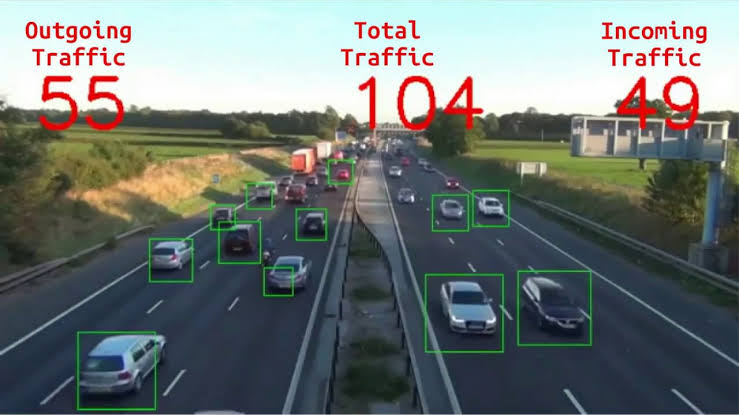 Outgoing
Traffic
55
Total
Traffic
104
Incoming
Traffic
49